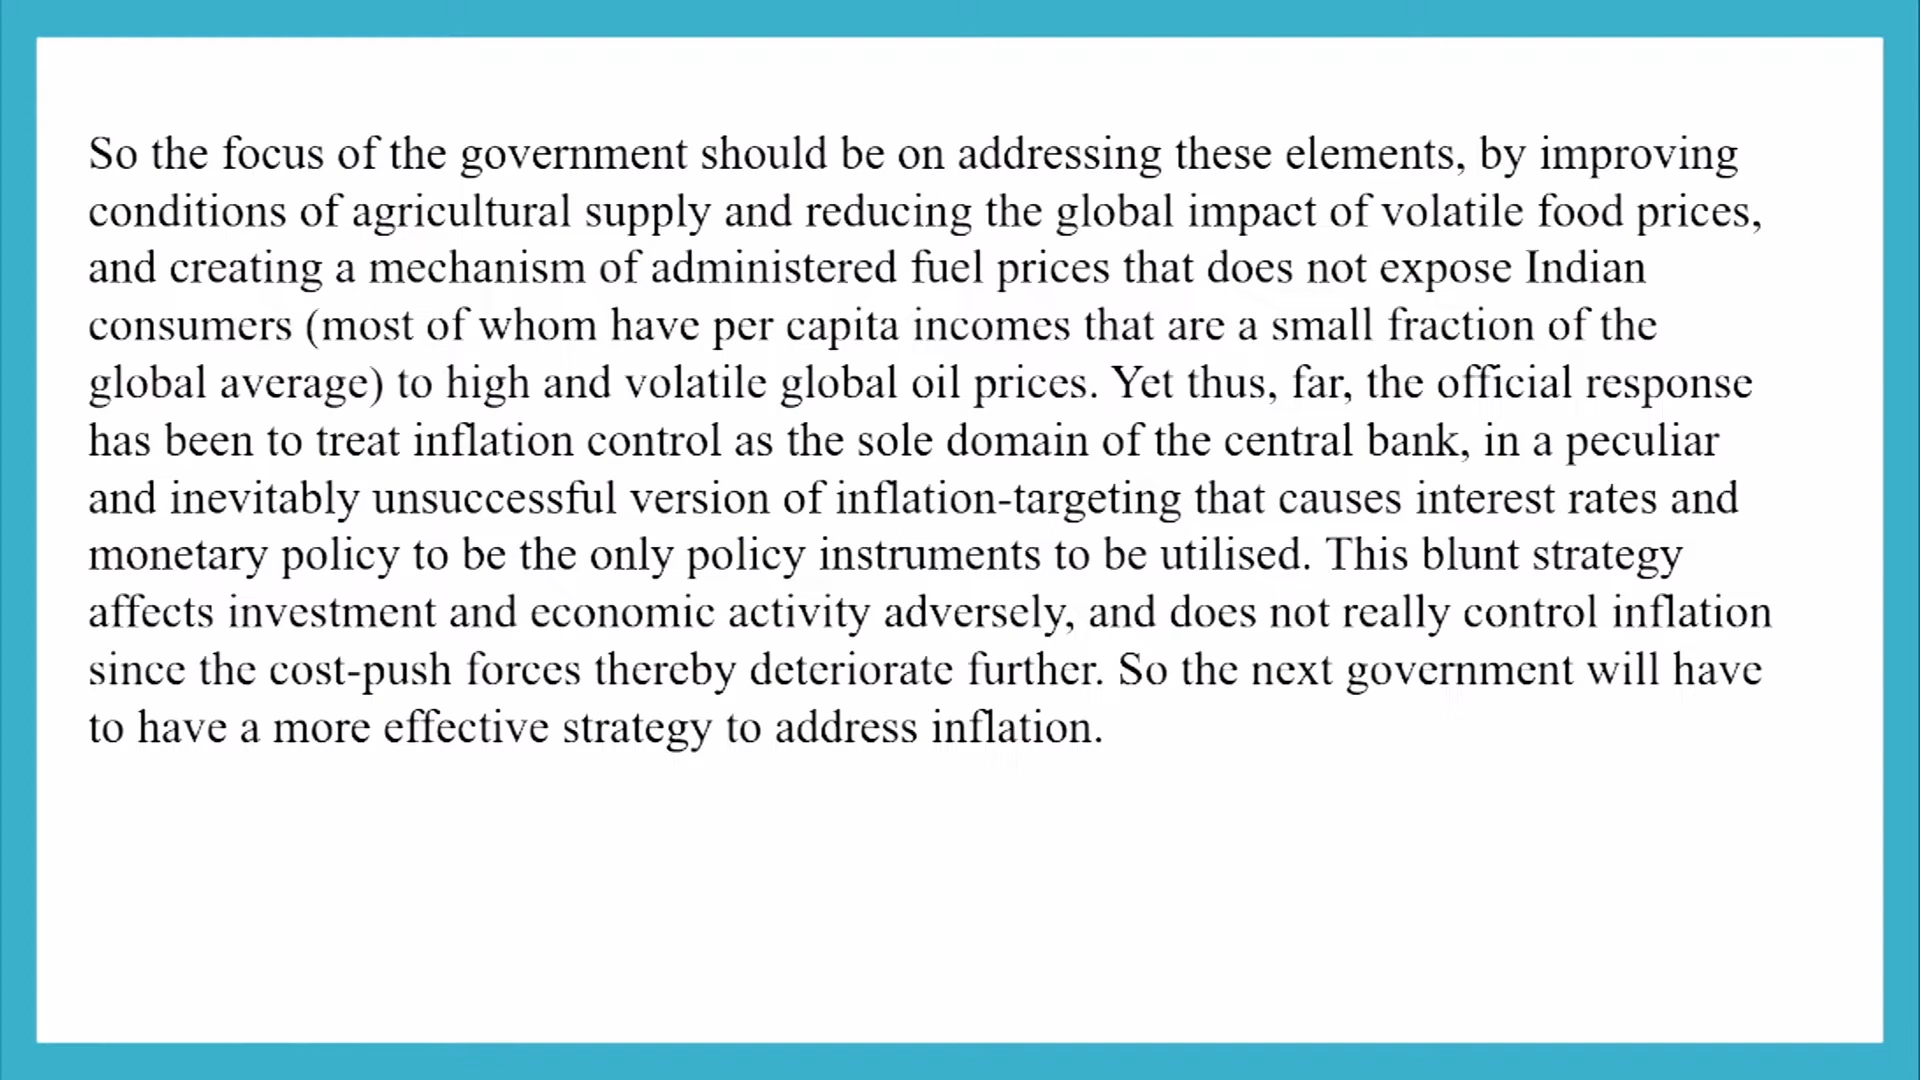 So the focus of the government should be on addressing these elements, by improving
conditions of agricultural supply and reducing the global impact of volatile food prices,
and creating a mechanism of administered fuel prices that does not expose Indian
consumers (most of whom have per capita incomes that are a small fraction of the
global average) to high and volatile global oil prices. Yet thus, far, the official response
has been to treat inflation control as the sole domain of the central bank, in a peculiar
and inevitably unsuccessful version of inflation-targeting that causes interest rates and
monetary policy to be the only policy instruments to be utilised. This blunt strategy
affects investment and economic activity adversely, and does not really control inflation
since the cost-push forces thereby deteriorate further. So the next government will have
to have a more effective strategy to address inflation.